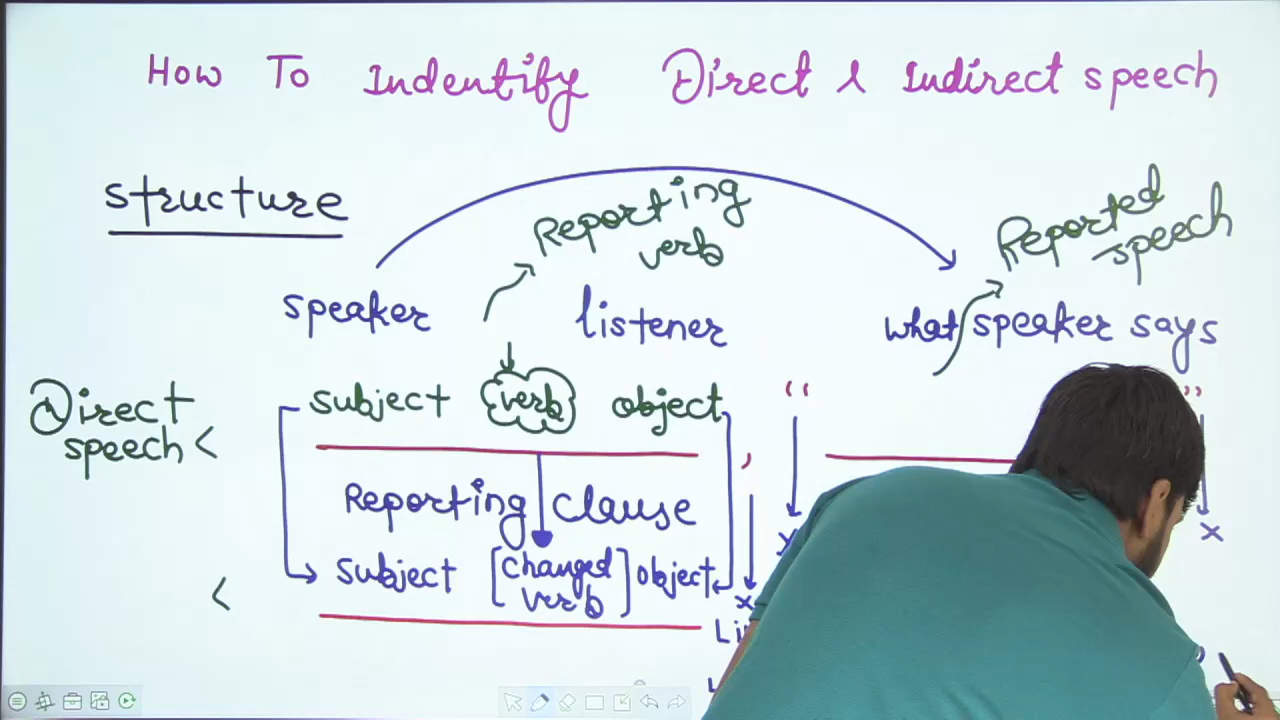 How To Indentify Direct & Indirect speech
structure
Reporting verb
Reported speech
speaker listener what speaker says
Direct speech < subject verb object , “ ”
Reporting Clause
x
< subject [changed verb] object x